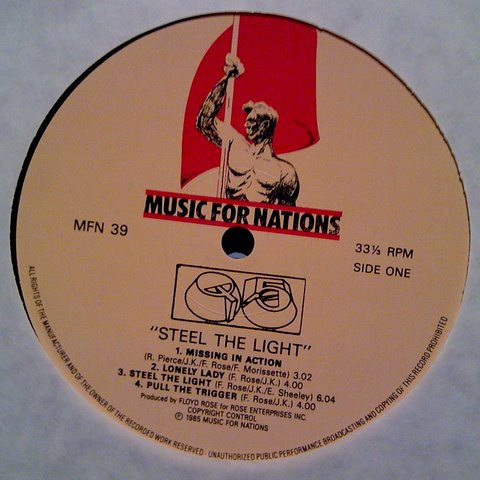 MUSIC FOR NATIONS
MFN 39
33⅓ RPM
SIDE ONE
Q5
"STEEL THE LIGHT"
1. MISSING IN ACTION
(R. Pierce/J.K./F. Rose/F. Morissette) 3.02
2. LONELY LADY (F. Rose/J.K.) 4.00
3. STEEL THE LIGHT (F. Rose/J.K./E. Sheeley) 6.04
4. PULL THE TRIGGER (F. Rose/J.K.) 4.00
Produced by FLOYD ROSE for ROSE ENTERPRISES INC.
COPYRIGHT CONTROL
℗ 1985 MUSIC FOR NATIONS
ALL RIGHTS OF THE MANUFACTURER AND OF THE OWNER OF THE RECORDED WORK RESERVED - UNAUTHORIZED PUBLIC PERFORMANCE BROADCASTING AND COPYING OF THIS RECORD PROHIBITED